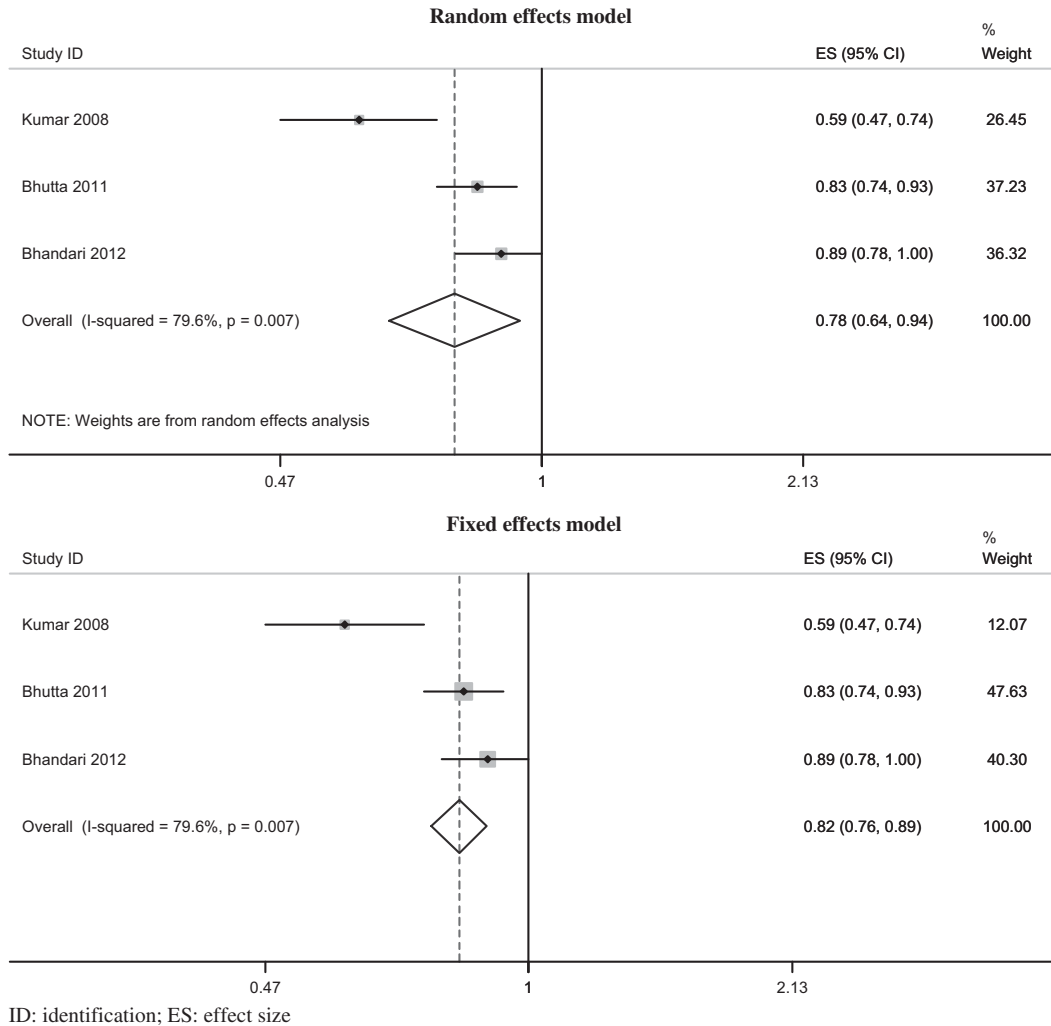 Random effects model
%
Study ID ES (95% CI) Weight
Kumar 2008 0.59 (0.47, 0.74) 26.45
Bhutta 2011 0.83 (0.74, 0.93) 37.23
Bhandari 2012 0.89 (0.78, 1.00) 36.32
Overall (I-squared = 79.6%, p = 0.007) 0.78 (0.64, 0.94) 100.00
NOTE: Weights are from random effects analysis
0.47 1 2.13
Fixed effects model
%
Study ID ES (95% CI) Weight
Kumar 2008 0.59 (0.47, 0.74) 12.07
Bhutta 2011 0.83 (0.74, 0.93) 47.63
Bhandari 2012 0.89 (0.78, 1.00) 40.30
Overall (I-squared = 79.6%, p = 0.007) 0.82 (0.76, 0.89) 100.00
0.47 1 2.13
ID: identification; ES: effect size